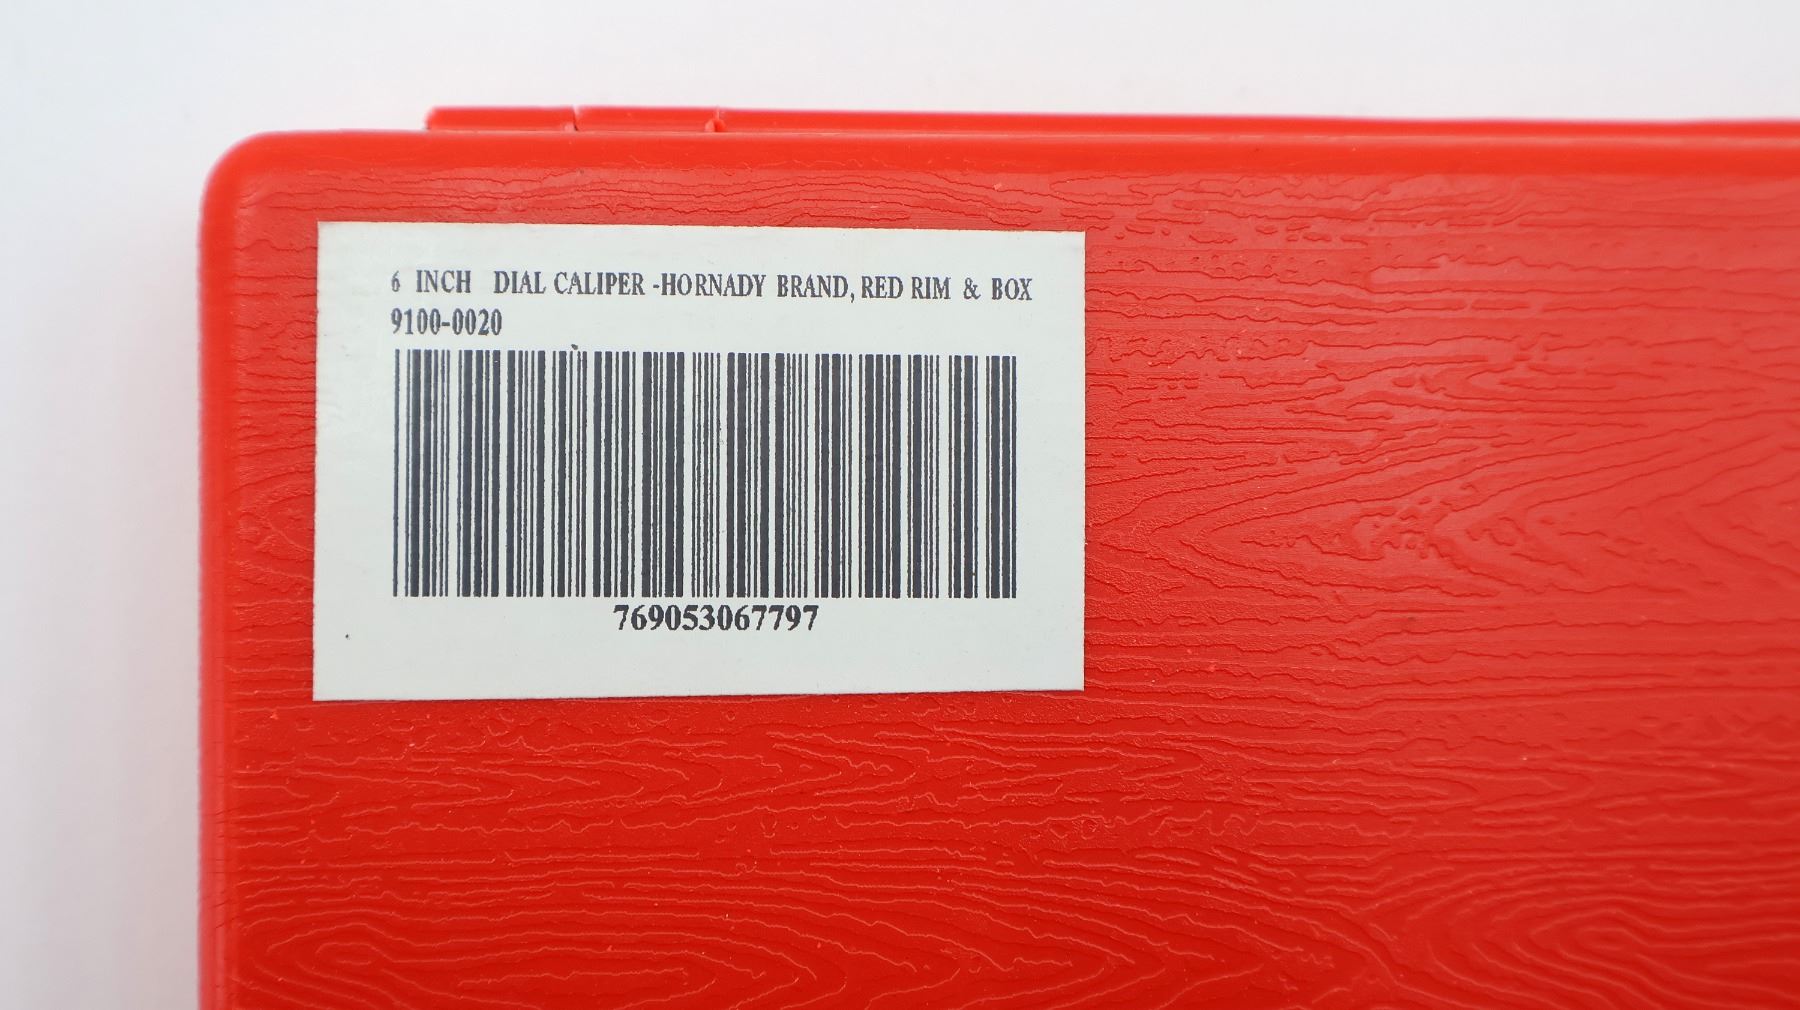 6 INCH DIAL CALIPER -HORNADY BRAND, RED RIM & BOX
9100-0020
769053067797